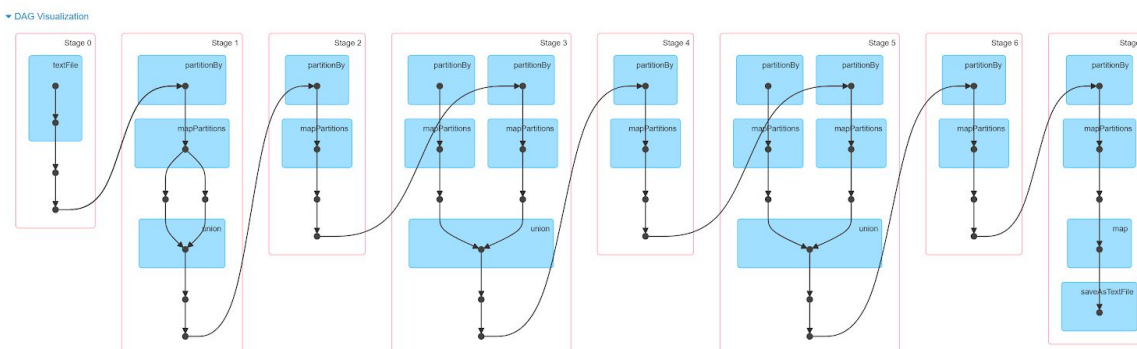 DAG Visualization
Stage 0
textFile
Stage 1
partitionBy
mapPartitions
union
Stage 2
partitionBy
mapPartitions
Stage 3
partitionBy
partitionBy
mapPartitions
mapPartitions
union
Stage 4
partitionBy
mapPartitions
Stage 5
partitionBy
partitionBy
mapPartitions
mapPartitions
union
Stage 6
partitionBy
mapPartitions
Stage
partitionBy
mapPartitions
map
saveAsTextFile